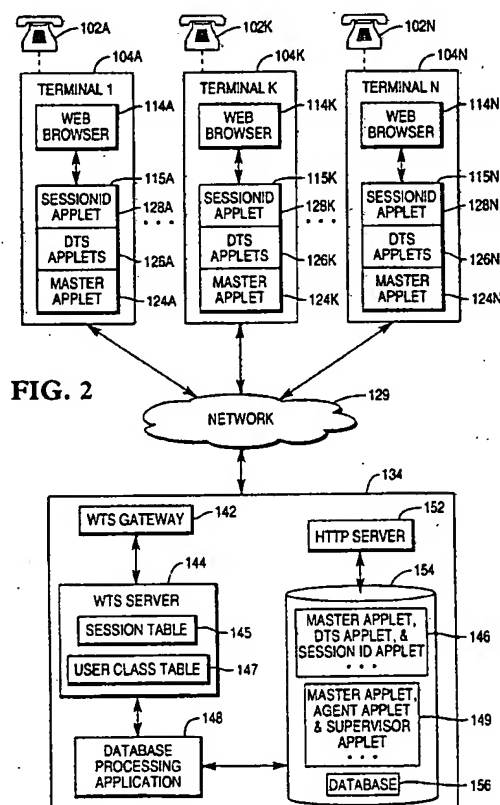 102A
102K
102N
104A
104K
104N
TERMINAL 1
TERMINAL K
TERMINAL N
114A
114K
114N
WEB BROWSER
WEB BROWSER
WEB BROWSER
115A
115K
115N
SESSIONID APPLET
128A
SESSIONID APPLET
128K
SESSIONID APPLET
128N
DTS APPLETS
126A
DTS APPLETS
126K
DTS APPLETS
126N
MASTER APPLET
124A
MASTER APPLET
124K
MASTER APPLET
124N
FIG. 2
129
NETWORK
134
WTS GATEWAY
142
HTTP SERVER
152
144
WTS SERVER
SESSION TABLE
145
USER CLASS TABLE
147
148
DATABASE
PROCESSING
APPLICATION
154
MASTER APPLET,
DTS APPLET, &
SESSION ID APPLET
146
MASTER APPLET,
AGENT APPLET
& SUPERVISOR
APPLET
149
DATABASE
156